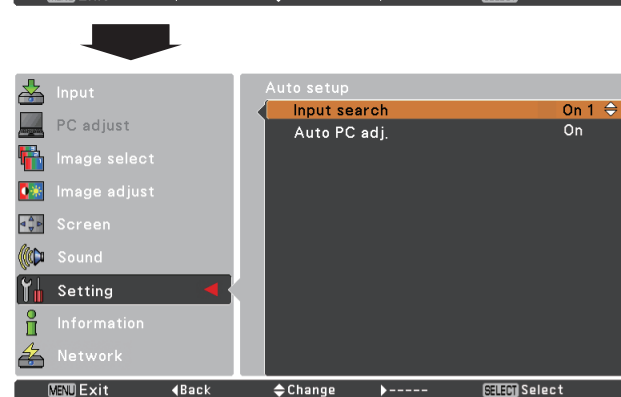 Input
PC adjust
Image select
Image adjust
Screen
Sound
Setting
Information
Network
Auto setup
Input search On 1
Auto PC adj. On
MENU Exit Back Change ----- SELECT Select